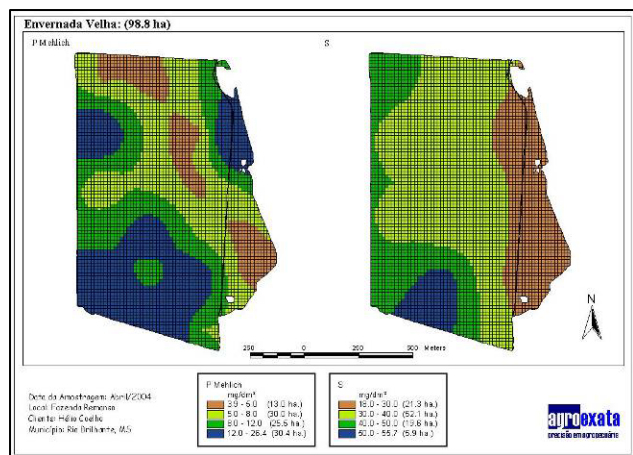 Envernada Velha: (98.8 ha)
P Mehlich
S
N
250 0 250 500 Meters
Data da Amostragem: Abril/2004
Local: Fazenda Remanso
Cliente: Hélio Coelho
Município: Rio Brilhante, MS
P Mehlich
mg/dm³
3.9 - 5.0 (13.0 ha.)
5.0 - 8.0 (30.0 ha.)
8.0 - 12.0 (25.5 ha.)
12.0 - 26.4 (30.4 ha.)
S
mg/dm³
18.0 - 30.0 (21.3 ha.)
30.0 - 40.0 (52.1 ha.)
40.0 - 50.0 (19.6 ha.)
50.0 - 55.7 (5.9 ha.)
agroexata
precisão em agropecuária